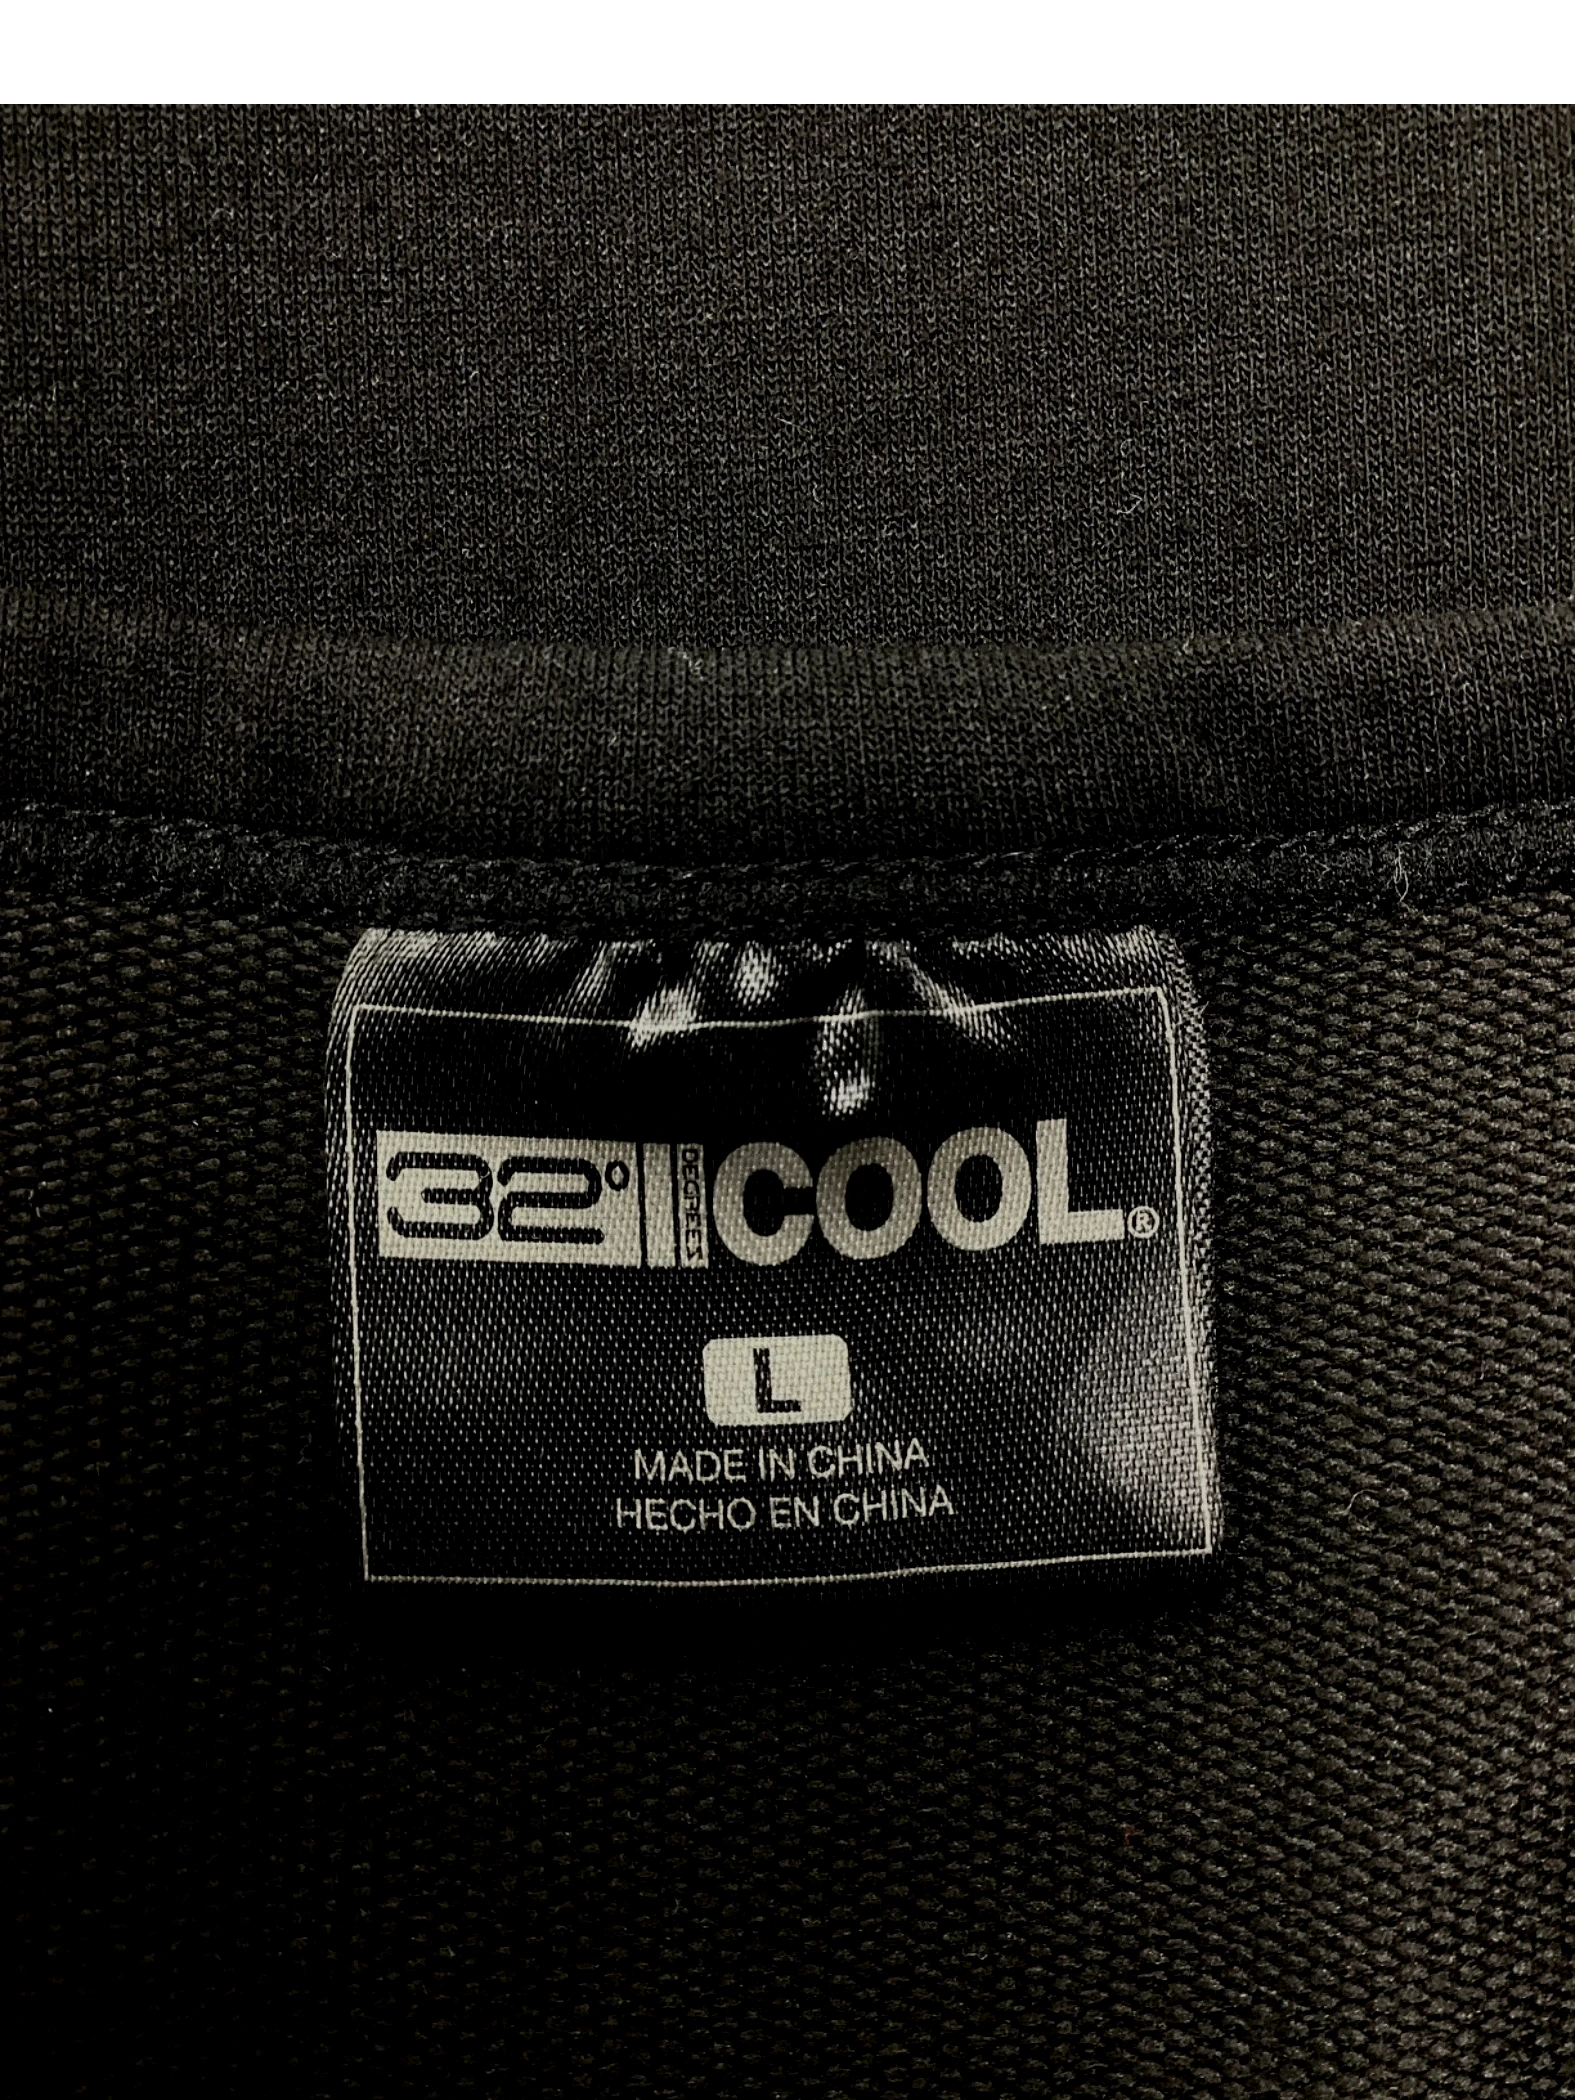 32° DEGREES COOL®
L
MADE IN CHINA
HECHO EN CHINA